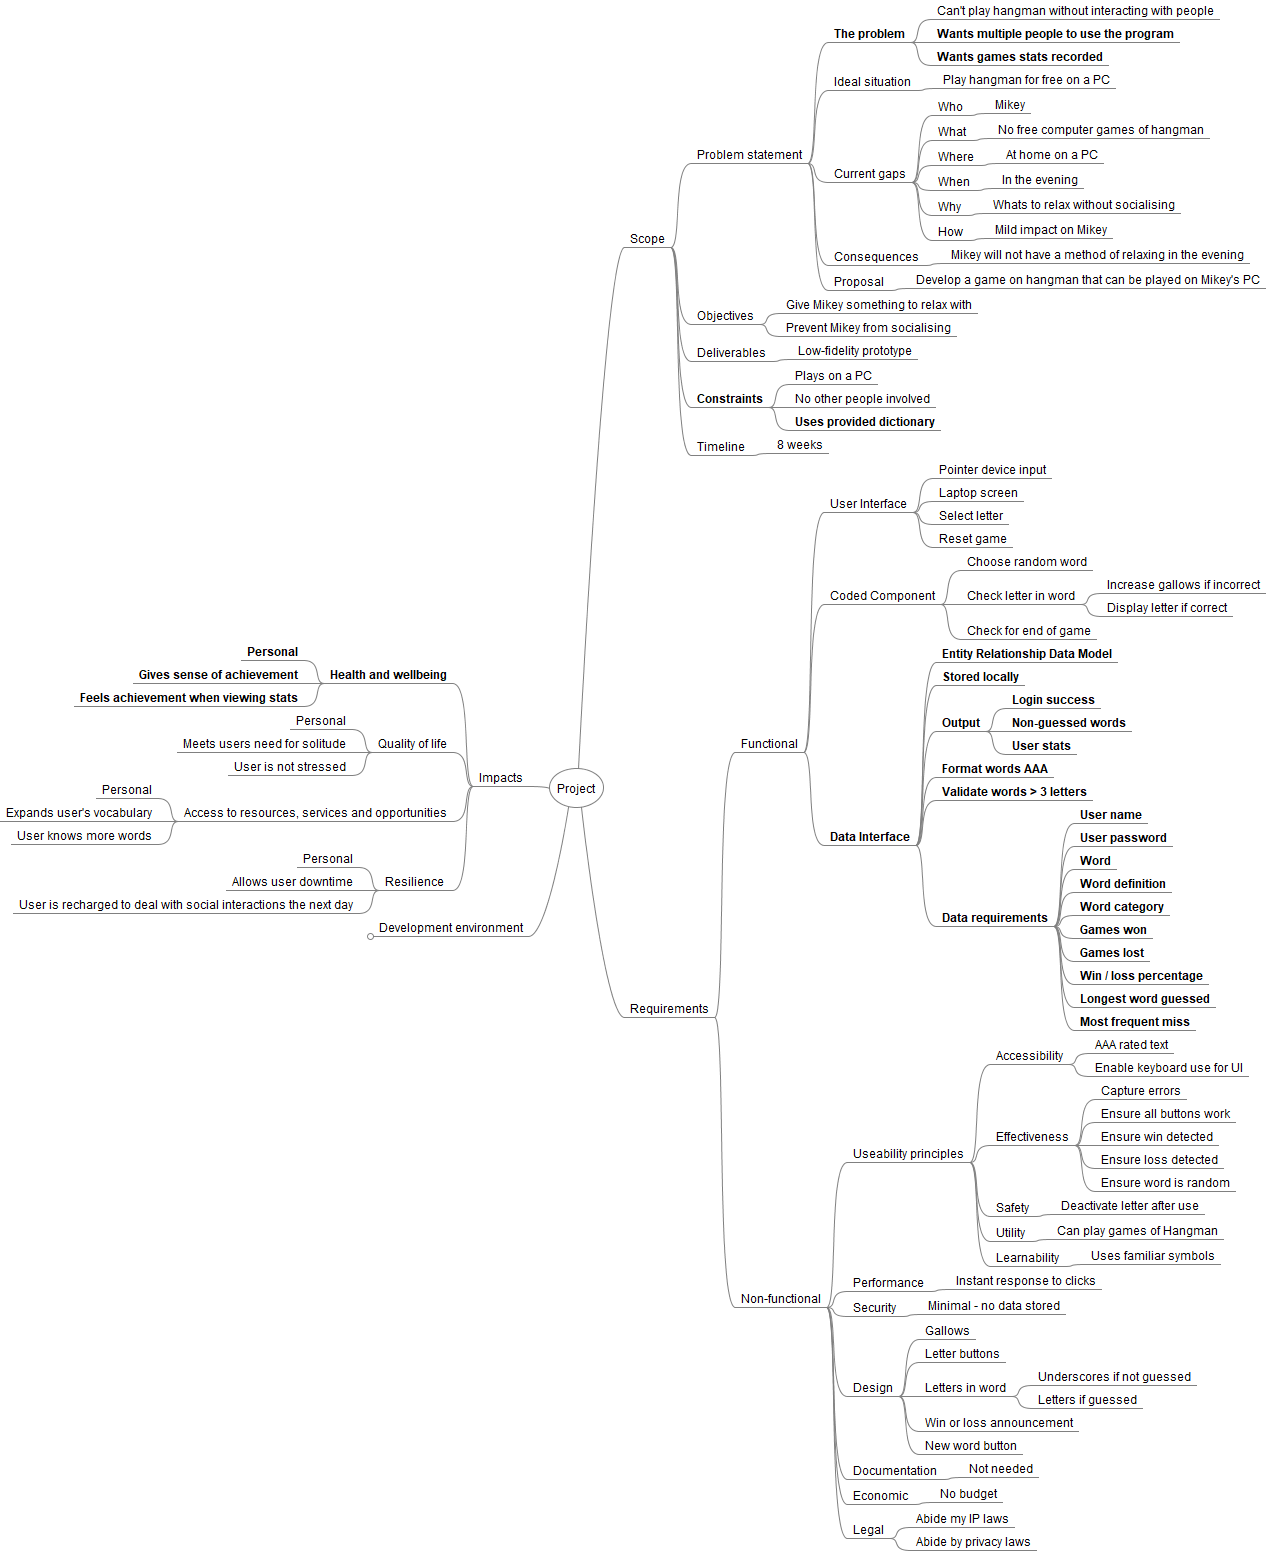 Project
Scope
Problem statement
The problem
Can't play hangman without interacting with people
Wants multiple people to use the program
Wants games stats recorded
Ideal situation
Play hangman for free on a PC
Current gaps
Who
Mikey
What
No free computer games of hangman
Where
At home on a PC
When
In the evening
Why
Whats to relax without socialising
How
Mild impact on Mikey
Consequences
Mikey will not have a method of relaxing in the evening
Proposal
Develop a game on hangman that can be played on Mikey's PC
Objectives
Give Mikey something to relax with
Prevent Mikey from socialising
Deliverables
Low-fidelity prototype
Constraints
Plays on a PC
No other people involved
Uses provided dictionary
Timeline
8 weeks
Requirements
Functional
User Interface
Pointer device input
Laptop screen
Select letter
Reset game
Coded Component
Choose random word
Check letter in word
Increase gallows if incorrect
Display letter if correct
Check for end of game
Data Interface
Entity Relationship Data Model
Stored locally
Output
Login success
Non-guessed words
User stats
Format words AAA
Validate words > 3 letters
Data requirements
User name
User password
Word
Word definition
Word category
Games won
Games lost
Win / loss percentage
Longest word guessed
Most frequent miss
Non-functional
Useability principles
Accessibility
AAA rated text
Enable keyboard use for UI
Effectiveness
Capture errors
Ensure all buttons work
Ensure win detected
Ensure loss detected
Ensure word is random
Safety
Deactivate letter after use
Utility
Can play games of Hangman
Learnability
Uses familiar symbols
Performance
Instant response to clicks
Security
Minimal - no data stored
Design
Gallows
Letter buttons
Letters in word
Underscores if not guessed
Letters if guessed
Win or loss announcement
New word button
Documentation
Not needed
Economic
No budget
Legal
Abide my IP laws
Abide by privacy laws
Impacts
Health and wellbeing
Personal
Gives sense of achievement
Feels achievement when viewing stats
Quality of life
Personal
Meets users need for solitude
User is not stressed
Access to resources, services and opportunities
Personal
Expands user's vocabulary
User knows more words
Resilience
Personal
Allows user downtime
User is recharged to deal with social interactions the next day
Development environment